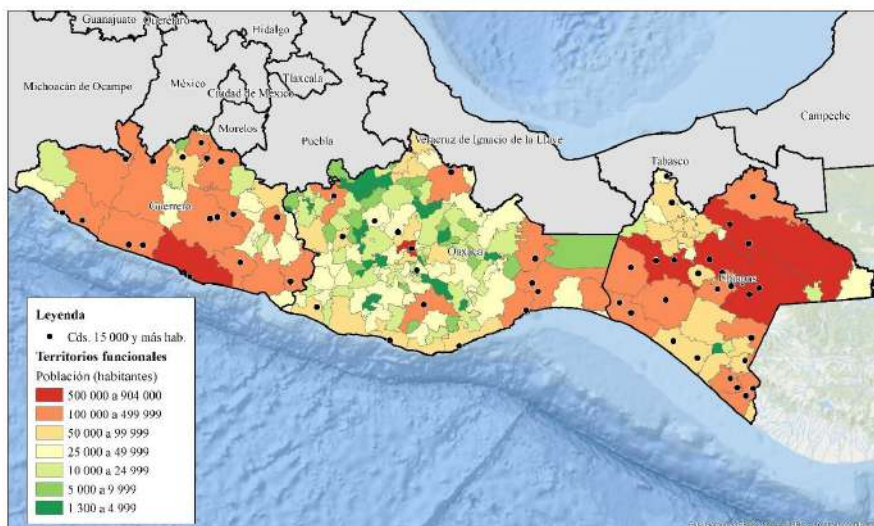 Guanajuato
Querétaro
Hidalgo
Michoacán de Ocampo
México
Tlaxcala
Ciudad de México
Morelos
Puebla
Veracruz de Ignacio de la Llave
Campeche
Tabasco
Guerrero
Oaxaca
Chiapas
Leyenda
Cds. 15 000 y más hab.
Territorios funcionales
Población (habitantes)
500 000 a 904 000
100 000 a 499 999
50 000 a 99 999
25 000 a 49 999
10 000 a 24 999
5 000 a 9 999
1 300 a 4 999